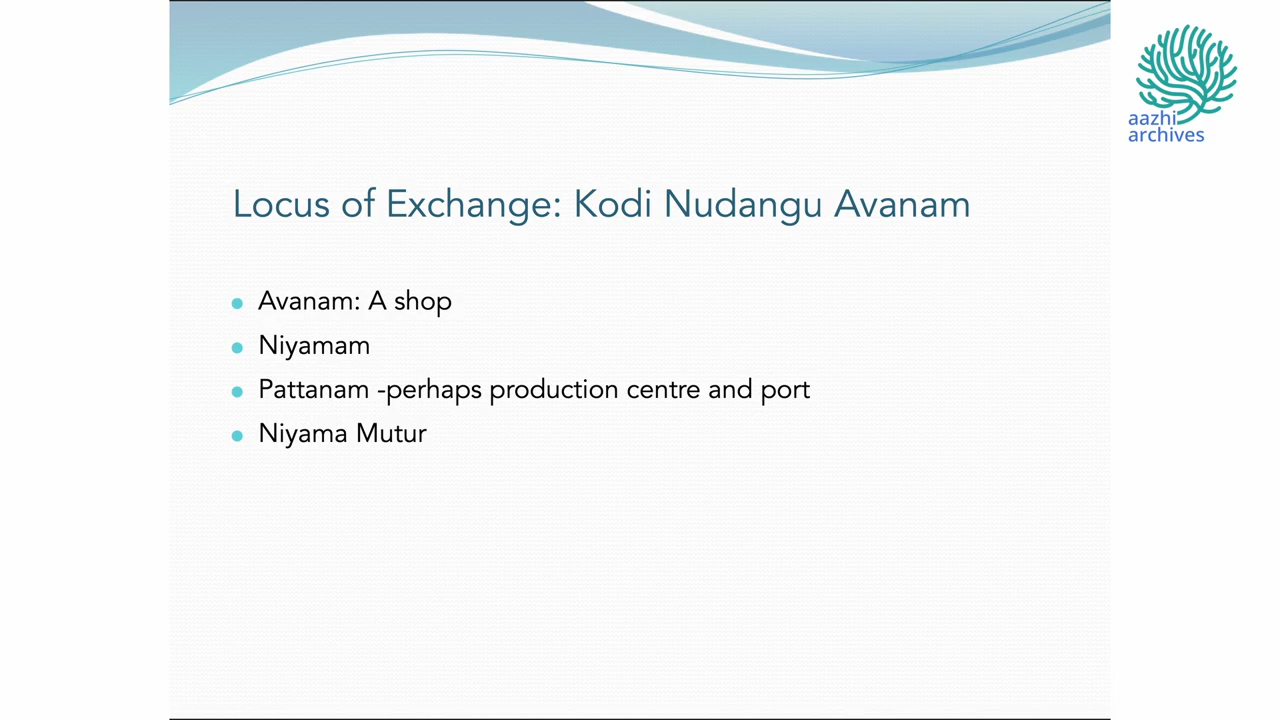 aazhi
archives
Locus of Exchange: Kodi Nudangu Avanam
Avanam: A shop
Niyamam
Pattanam -perhaps production centre and port
Niyama Mutur